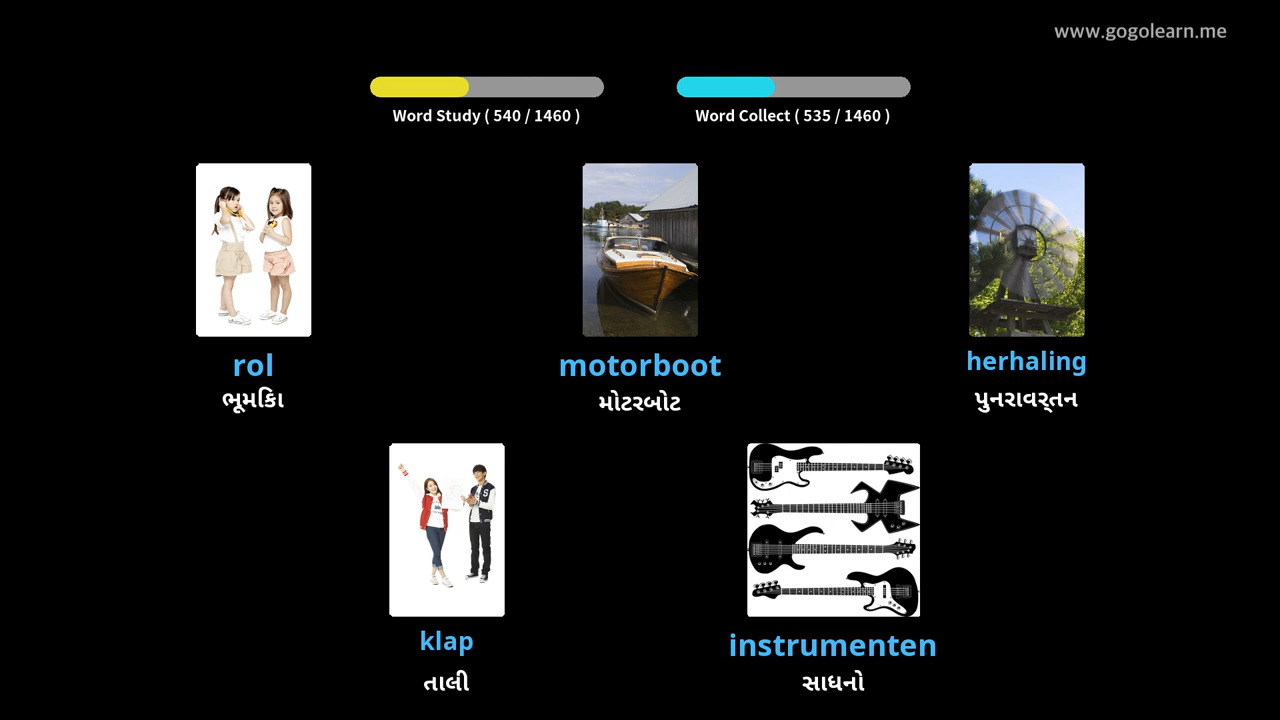 www.gogolearn.me
Word Study ( 540 / 1460 )
Word Collect ( 535 / 1460 )
rol
ભૂમિકા
motorboot
મોટરબોટ
herhaling
પુનરાવર્તન
klap
તાલી
instrumenten
સાધનો